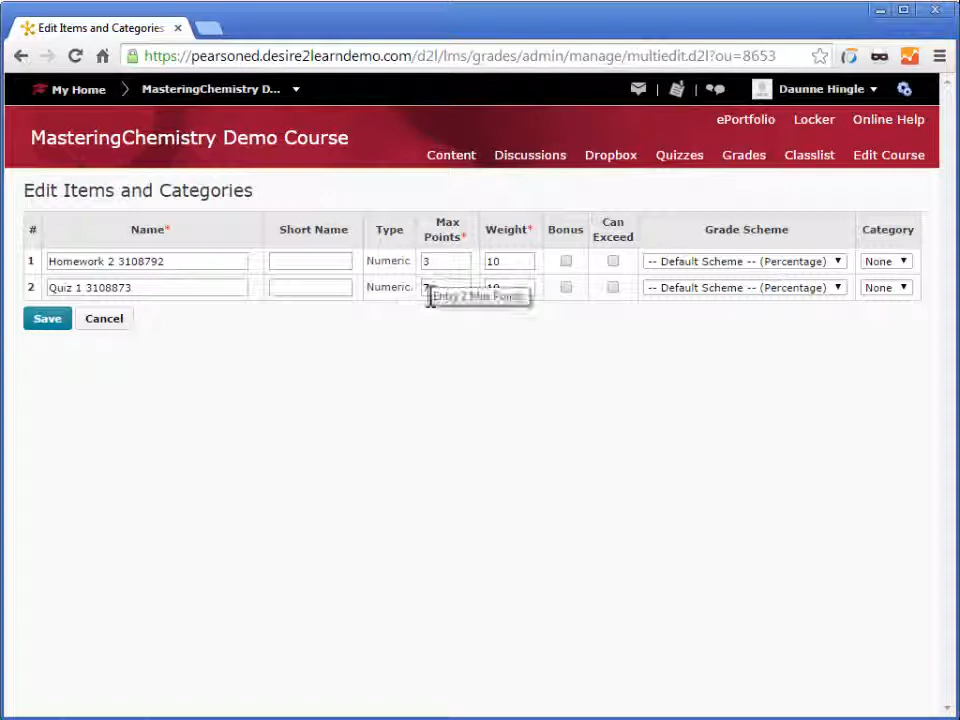 Edit Items and Categories
https://pearsoned.desire2learndemo.com/d2l/lms/grades/admin/manage/multiedit.d2l?ou=8653
My Home MasteringChemistry D... Daunne Hingle
ePortfolio Locker Online Help
MasteringChemistry Demo Course
Content Discussions Dropbox Quizzes Grades Classlist Edit Course
Edit Items and Categories
# Name* Short Name Type Max Points* Weight* Bonus Can Exceed Grade Scheme Category
1 Homework 2 3108792 Numeric 3 10 -- Default Scheme -- (Percentage) None
2 Quiz 1 3108873 Numeric 10 -- Default Scheme -- (Percentage) None
Entry 2 Max Points
Save Cancel